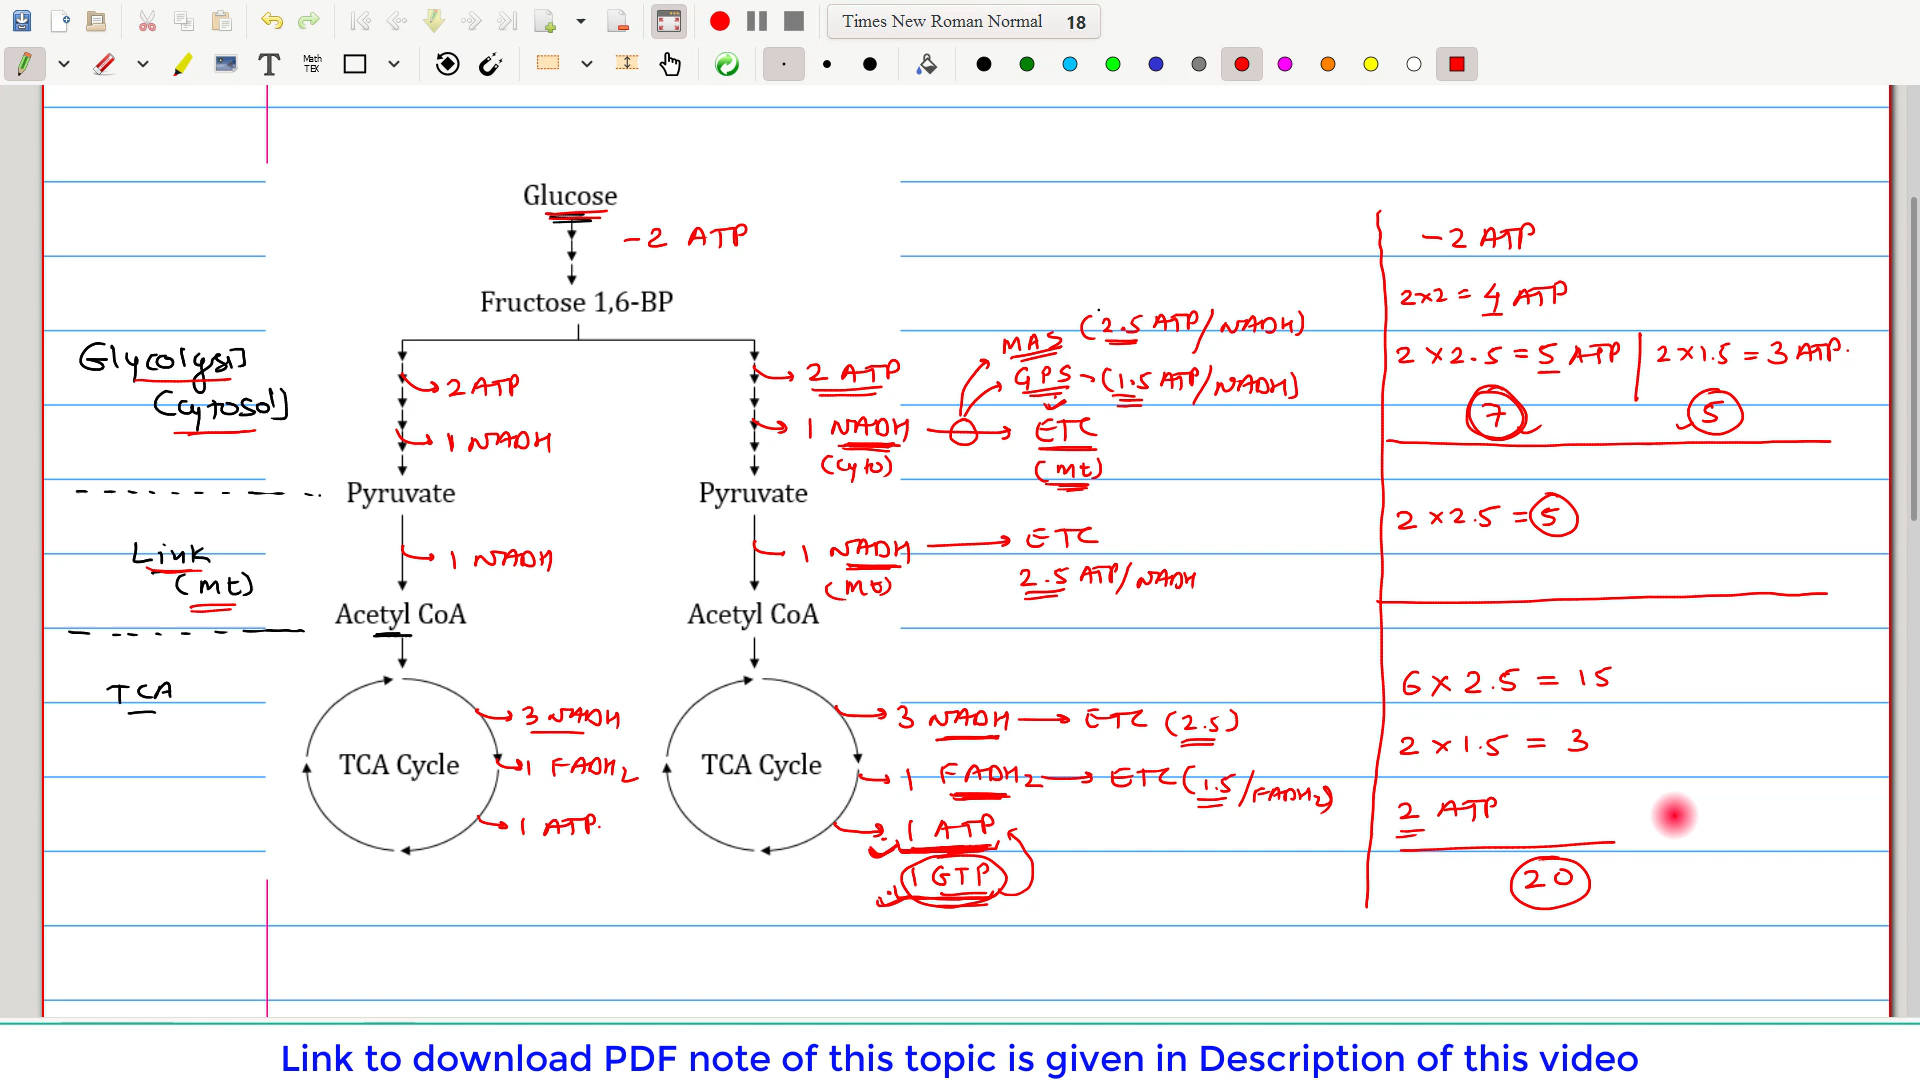 Times New Roman Normal 18
Math
TEX
Glucose
-2 ATP
Fructose 1,6-BP
Glycolysis
(cytosol)
2 ATP
1 NADH
2 ATP
1 NADH
(cyto)
MAS (2.5 ATP/NADH)
GPS - (1.5 ATP/NADH)
ETC
(mt)
Pyruvate Pyruvate
Link
(mt)
1 NADH
1 NADH
(mt)
ETC
2.5 ATP/NADH
Acetyl CoA Acetyl CoA
TCA
TCA Cycle
3 NADH
1 FADH2
1 ATP.
TCA Cycle
3 NADH ETC (2.5)
1 FADH2 ETC (1.5/FADH2)
1 ATP
1 GTP
-2 ATP
2x2 = 4 ATP
2 x 2.5 = 5 ATP 2 x 1.5 = 3 ATP.
7 5
2 x 2.5 = 5
6 x 2.5 = 15
2 x 1.5 = 3
2 ATP
20
Link to download PDF note of this topic is given in Description of this video